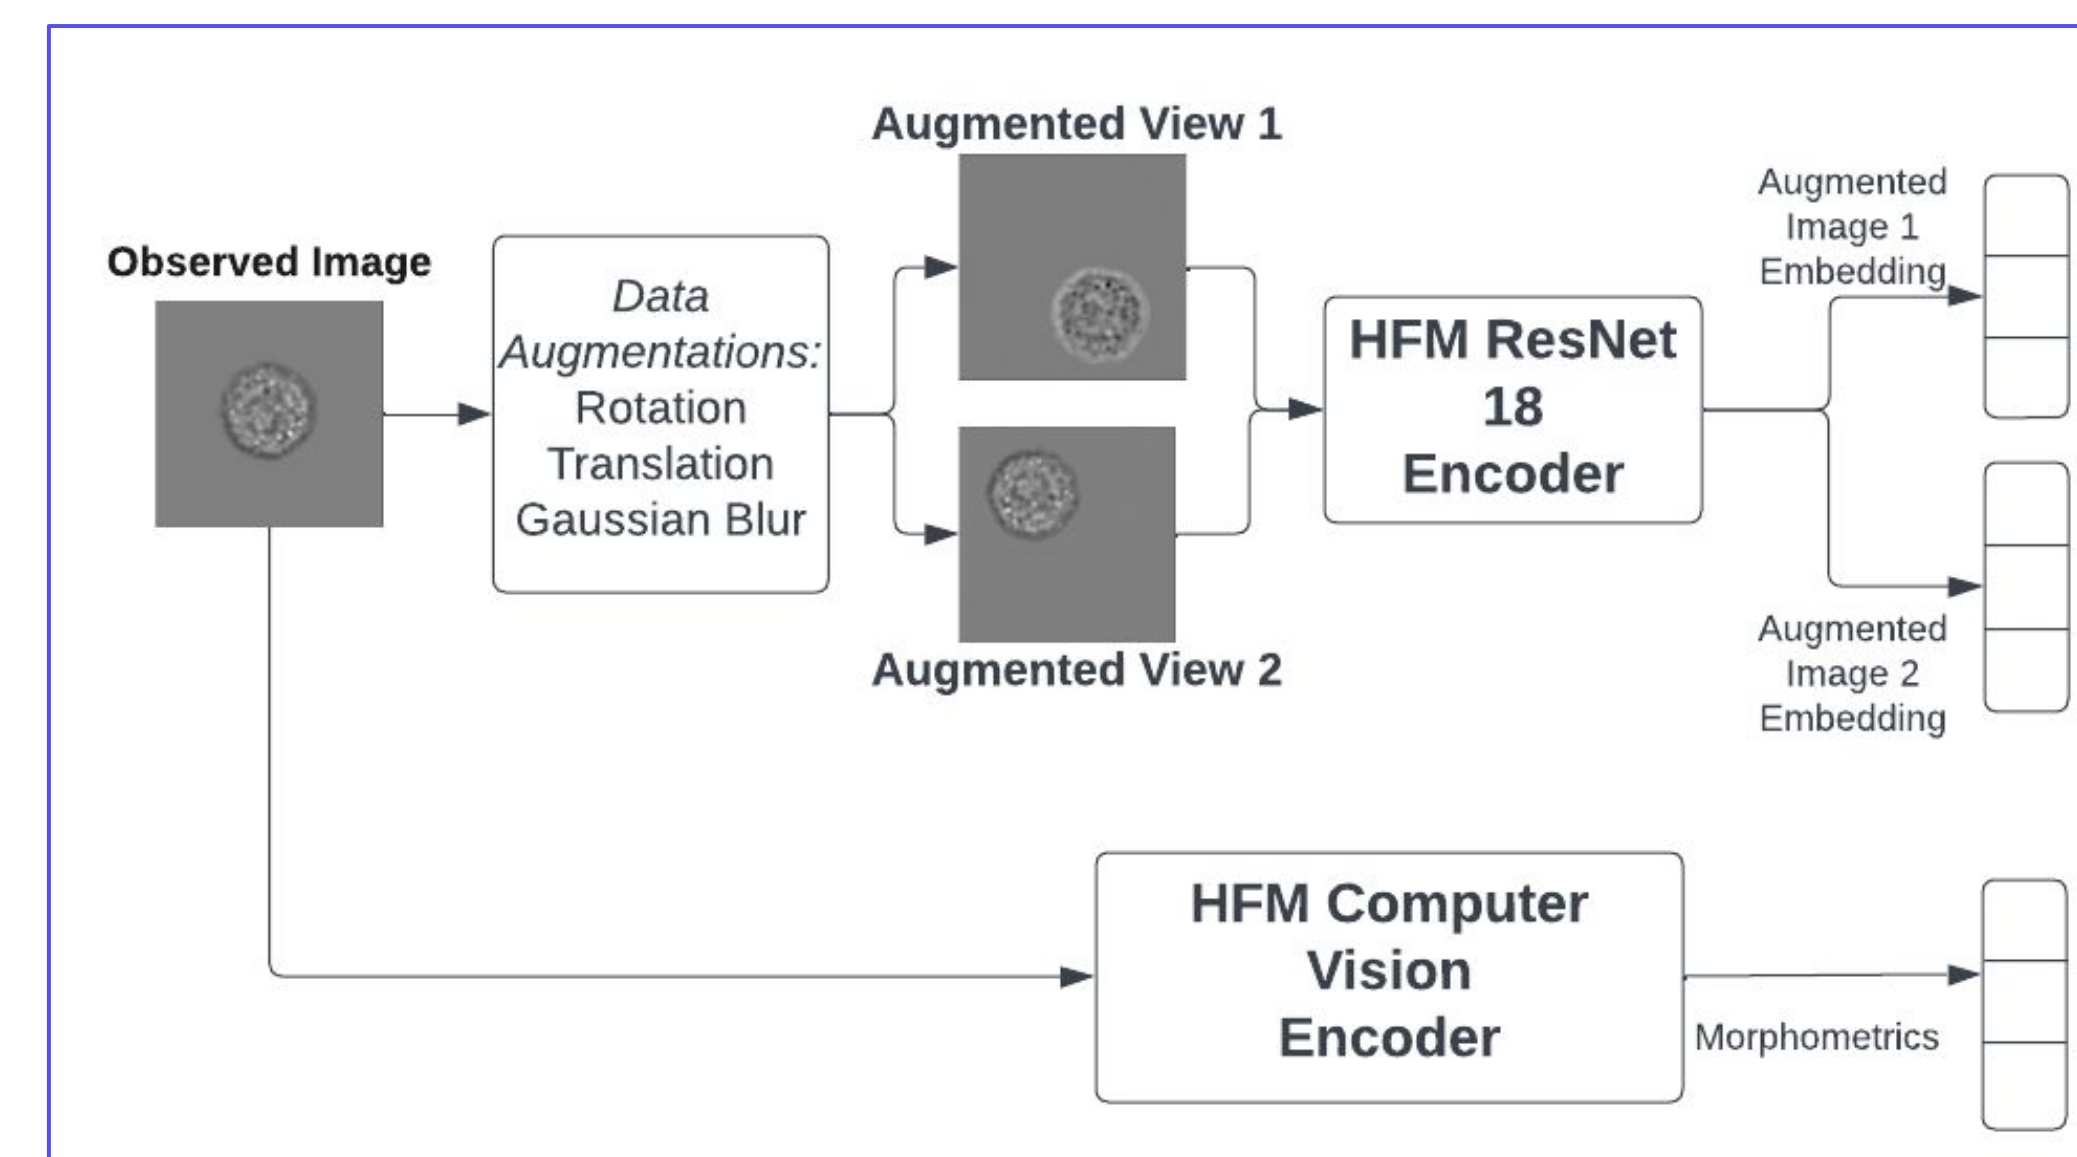 Observed Image
Data
Augmentations:
Rotation
Translation
Gaussian Blur
Augmented View 1
Augmented View 2
HFM ResNet
18
Encoder
Augmented
Image 1
Embedding
Augmented
Image 2
Embedding
HFM Computer
Vision
Encoder
Morphometrics